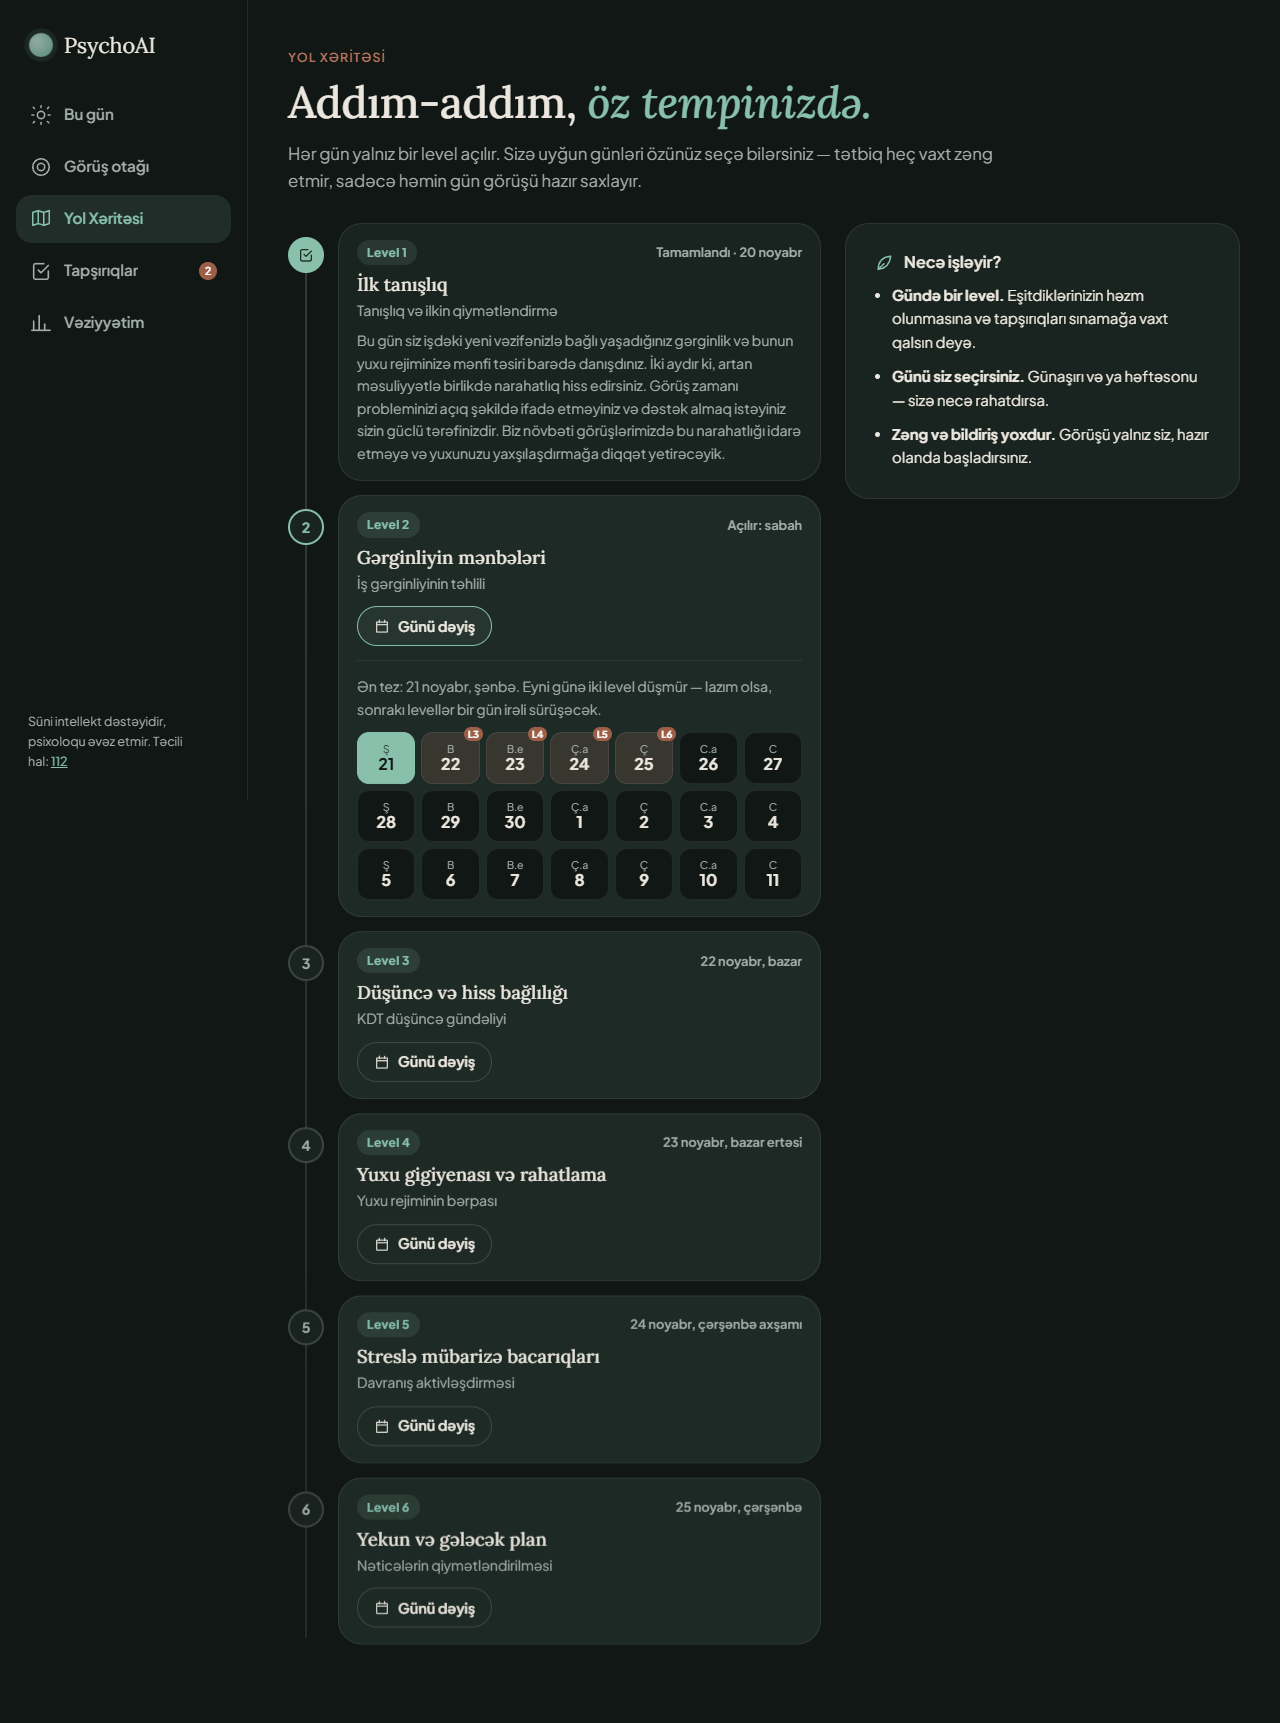 PsychoAI
Bu gün
Görüş otağı
Yol Xəritəsi
Tapşırıqlar
2
Vəziyyətim
Süni intellekt dəstəyidir,
psixoloqu əvəz etmir. Təcili
hal: 112
YOL XƏRİTƏSİ
Addım-addım, öz tempinizdə.
Hər gün yalnız bir level açılır. Sizə uyğun günləri özünüz seçə bilərsiniz — tətbiq heç vaxt zəng
etmir, sadəcə həmin gün görüşü hazır saxlayır.
Level 1
Tamamlandı · 20 noyabr
İlk tanışlıq
Tanışlıq və ilkin qiymətləndirmə
Bu gün siz işdəki yeni vəzifənizlə bağlı yaşadığınız gərginlik və bunun
yuxu rejiminizə mənfi təsiri barədə danışdınız. İki aydır ki, artan
məsuliyyətlə birlikdə narahatlıq hiss edirsiniz. Görüş zamanı
probleminizi açıq şəkildə ifadə etməyiniz və dəstək almaq istəyiniz
sizin güclü tərəfinizdir. Biz növbəti görüşlərimizdə bu narahatlığı idarə
etməyə və yuxunuzu yaxşılaşdırmağa diqqət yetirəcəyik.
2
Level 2
Açılır: sabah
Gərginliyin mənbələri
İş gərginliyinin təhlili
Günü dəyiş
Ən tez: 21 noyabr, şənbə. Eyni günə iki level düşmür — lazım olsa,
sonrakı levellər bir gün irəli sürüşəcək.
L3 L4 L5 L6
Ş B B.e Ç.a Ç C.a C
21 22 23 24 25 26 27
Ş B B.e Ç.a Ç C.a C
28 29 30 1 2 3 4
Ş B B.e Ç.a Ç C.a C
5 6 7 8 9 10 11
3
Level 3
22 noyabr, bazar
Düşüncə və hiss bağlılığı
KDT düşüncə gündəliyi
Günü dəyiş
4
Level 4
23 noyabr, bazar ertəsi
Yuxu gigiyenası və rahatlama
Yuxu rejiminin bərpası
Günü dəyiş
5
Level 5
24 noyabr, çərşənbə axşamı
Streslə mübarizə bacarıqları
Davranış aktivləşdirməsi
Günü dəyiş
6
Level 6
25 noyabr, çərşənbə
Yekun və gələcək plan
Nəticələrin qiymətləndirilməsi
Günü dəyiş
Necə işləyir?
• Gündə bir level. Eşitdiklərinizin həzm
olunmasına və tapşırıqları sınamağa vaxt
qalsın deyə.
• Günü siz seçirsiniz. Günaşırı və ya həftəsonu
— sizə necə rahatdırsa.
• Zəng və bildiriş yoxdur. Görüşü yalnız siz, hazır
olanda başladırsınız.